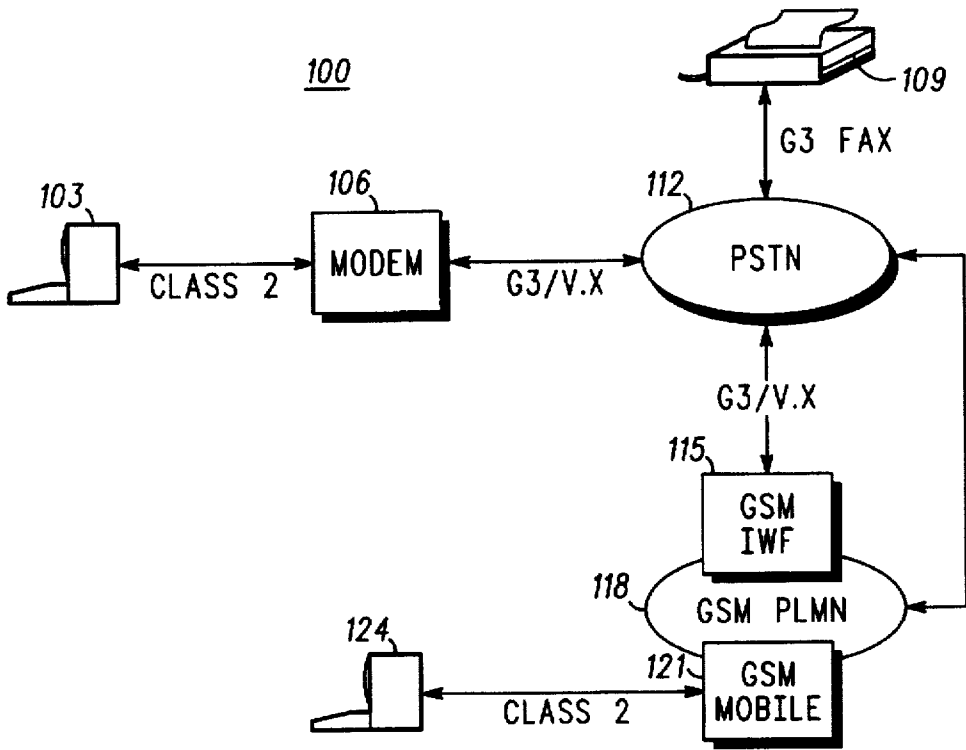 100
109
G3 FAX
103
106
112
MODEM
PSTN
CLASS 2
G3/V.X
G3/V.X
115
GSM
IWF
118
GSM PLMN
124
121
GSM
MOBILE
CLASS 2